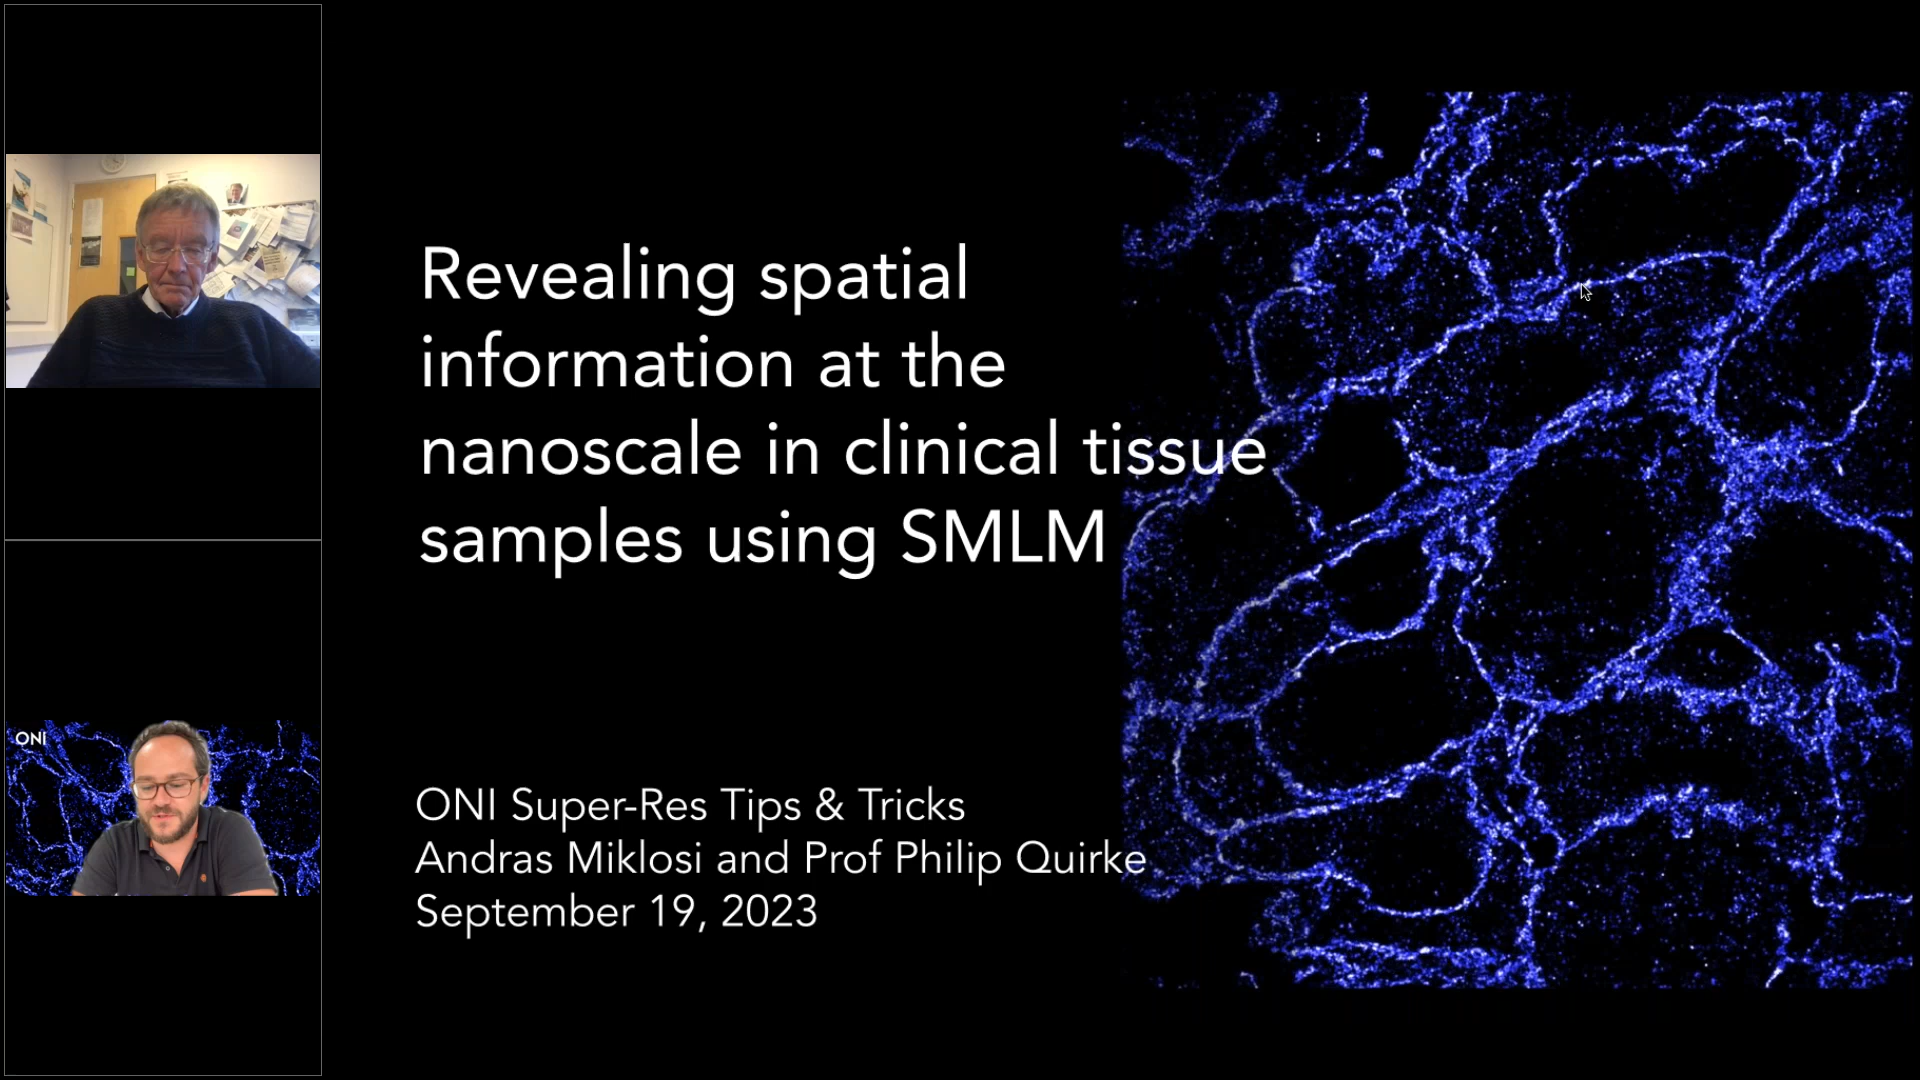 Revealing spatial
information at the
nanoscale in clinical tissue
samples using SMLM
ONI Super-Res Tips & Tricks
Andras Miklosi and Prof Philip Quirke
September 19, 2023
ONI